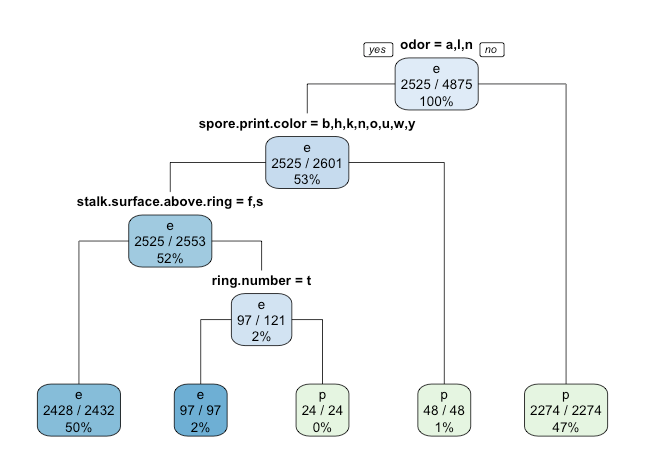 odor = a,l,n
yes
no
e
2525 / 4875
100%
spore.print.color = b,h,k,n,o,u,w,y
e
2525 / 2601
53%
stalk.surface.above.ring = f,s
e
2525 / 2553
52%
ring.number = t
e
97 / 121
2%
e
2428 / 2432
50%
e
97 / 97
2%
p
24 / 24
0%
p
48 / 48
1%
p
2274 / 2274
47%